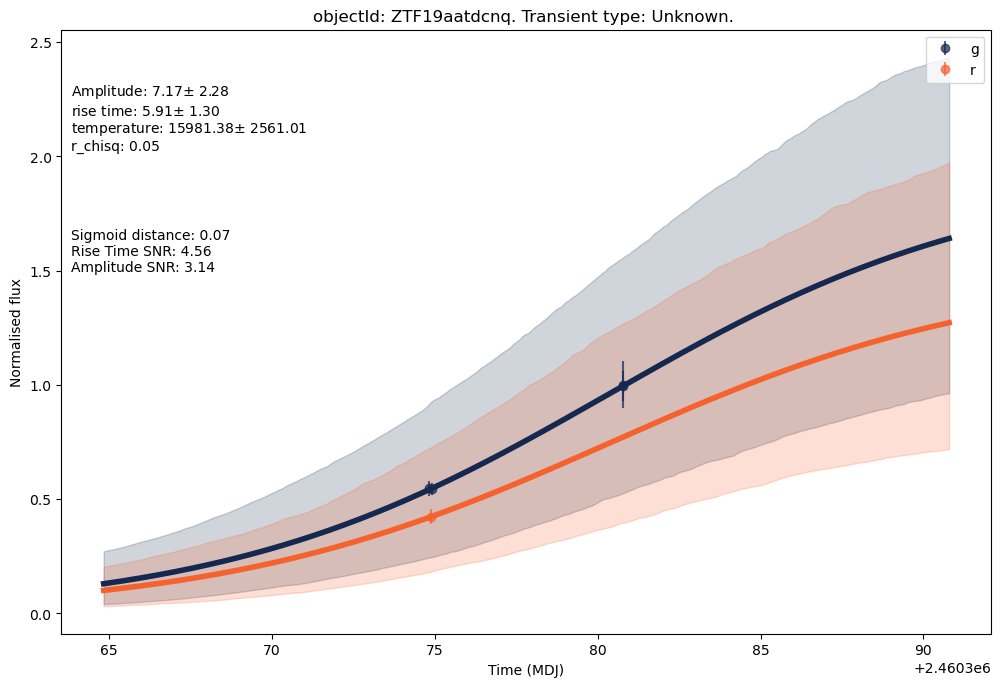 objectId: ZTF19aatdcnq. Transient type: Unknown.
g
r
Amplitude: 7.17± 2.28
rise time: 5.91± 1.30
temperature: 15981.38± 2561.01
r_chisq: 0.05
Sigmoid distance: 0.07
Rise Time SNR: 4.56
Amplitude SNR: 3.14
Normalised flux
2.5
2.0
1.5
1.0
0.5
0.0
65 70 75 80 85 90
Time (MDJ)
+2.4603e6